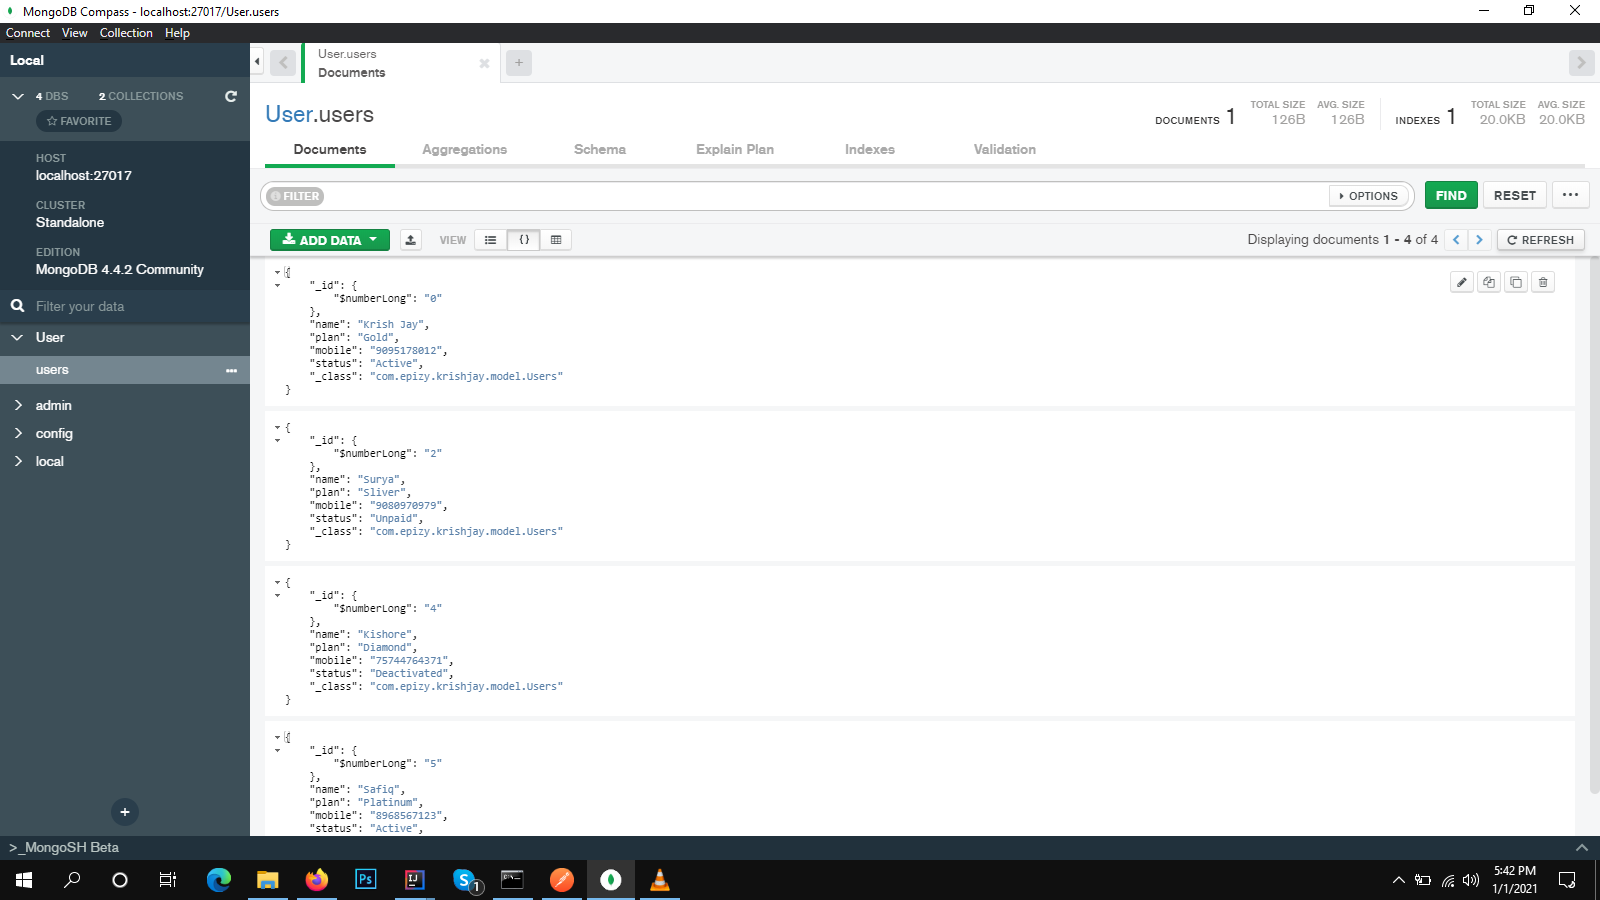 MongoDB Compass - localhost:27017/User.users
Connect View Collection Help
Local
4 DBS 2 COLLECTIONS
FAVORITE
HOST
localhost:27017
CLUSTER
Standalone
EDITION
MongoDB 4.4.2 Community
Filter your data
User
users
admin
config
local
User.users
Documents
User.users
DOCUMENTS 1 TOTAL SIZE 126B AVG. SIZE 126B INDEXES 1 TOTAL SIZE 20.0KB AVG. SIZE 20.0KB
Documents Aggregations Schema Explain Plan Indexes Validation
FILTER OPTIONS FIND RESET ...
ADD DATA VIEW {} Displaying documents 1 - 4 of 4 < > REFRESH
{
"_id": {
"$numberLong": "0"
},
"name": "Krish Jay",
"plan": "Gold",
"mobile": "9095178012",
"status": "Active",
"_class": "com.epizy.krishjay.model.Users"
}
{
"_id": {
"$numberLong": "2"
},
"name": "Surya",
"plan": "Sliver",
"mobile": "9080970979",
"status": "Unpaid",
"_class": "com.epizy.krishjay.model.Users"
}
{
"_id": {
"$numberLong": "4"
},
"name": "Kishore",
"plan": "Diamond",
"mobile": "75744764371",
"status": "Deactivated",
"_class": "com.epizy.krishjay.model.Users"
}
{
"_id": {
"$numberLong": "5"
},
"name": "Safiq",
"plan": "Platinum",
"mobile": "8968567123",
"status": "Active",
>_MongoSH Beta
Ps IJ S 1
5:42 PM
1/1/2021